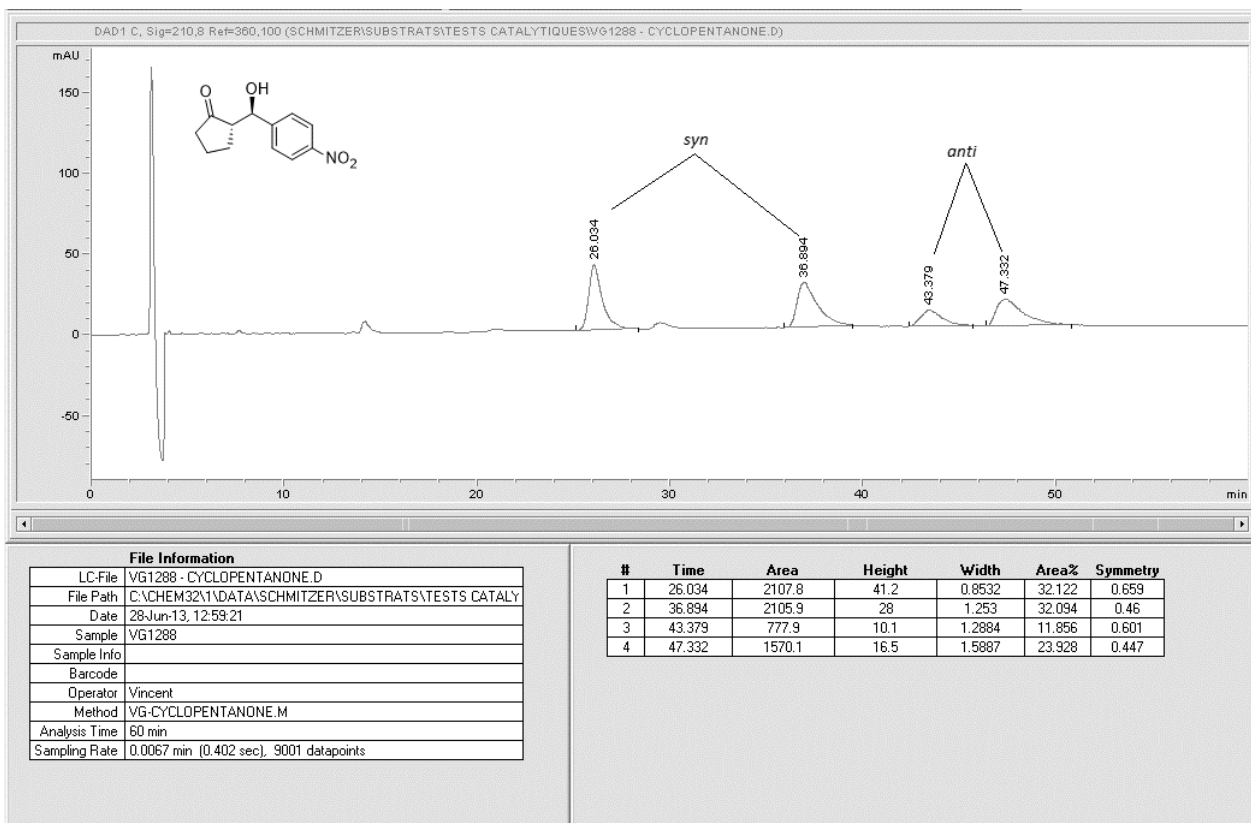 DAD1 C, Sig=210,8 Ref=360,100 (SCHMITZER\SUBSTRATS\TESTS CATALYTIQUES\VG1288 - CYCLOPENTANONE.D)
mAU
150
100
50
0
-50
O
OH
NO2
syn
anti
26.034
36.894
43.379
47.332
0 10 20 30 40 50 min
File Information
LC-File VG1288 - CYCLOPENTANONE.D
File Path C:\CHEM32\1\DATA\SCHMITZER\SUBSTRATS\TESTS CATALY
Date 28-Jun-13, 12:59:21
Sample VG1288
Sample Info
Barcode
Operator Vincent
Method VG-CYCLOPENTANONE.M
Analysis Time 60 min
Sampling Rate 0.0067 min (0.402 sec), 9001 datapoints
# Time Area Height Width Area% Symmetry
1 26.034 2107.8 41.2 0.8532 32.122 0.659
2 36.894 2105.9 28 1.253 32.094 0.46
3 43.379 777.9 10.1 1.2884 11.856 0.601
4 47.332 1570.1 16.5 1.5887 23.928 0.447